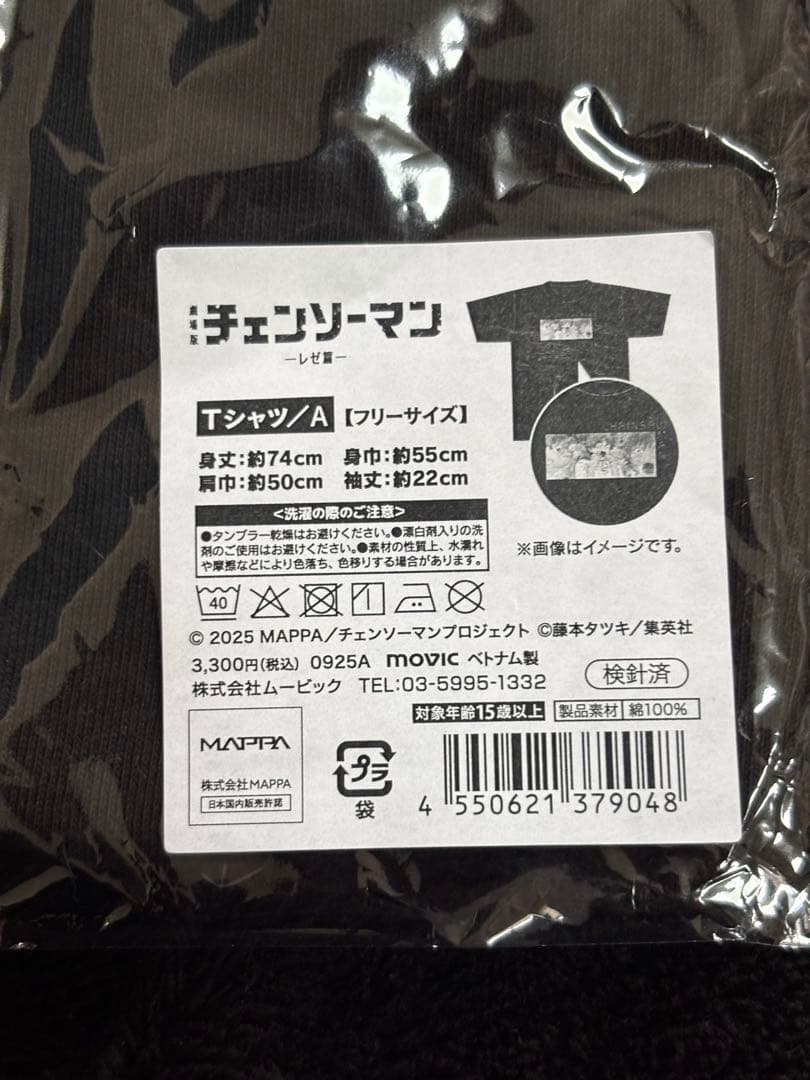 劇場版 チェンソーマン
―レゼ篇―
Tシャツ/A【フリーサイズ】
身丈：約74cm 身巾：約55cm
肩巾：約50cm 袖丈：約22cm
<洗濯の際のご注意>
●タンブラー乾燥はお避けください。●漂白剤入りの洗
剤のご使用はお避けください。●素材の性質上、水濡れ
や摩擦などにより色落ち、色移りする場合があります。
※画像はイメージです。
40
© 2025 MAPPA／チェンソーマンプロジェクト ©藤本タツキ／集英社
3,300円(税込) 0925A movic ベトナム製
株式会社ムービック TEL:03-5995-1332
検針済
対象年齢15歳以上 製品素材 綿100%
MAPPA
株式会社MAPPA
日本国内販売許諾
プラ
袋
4 550621 379048